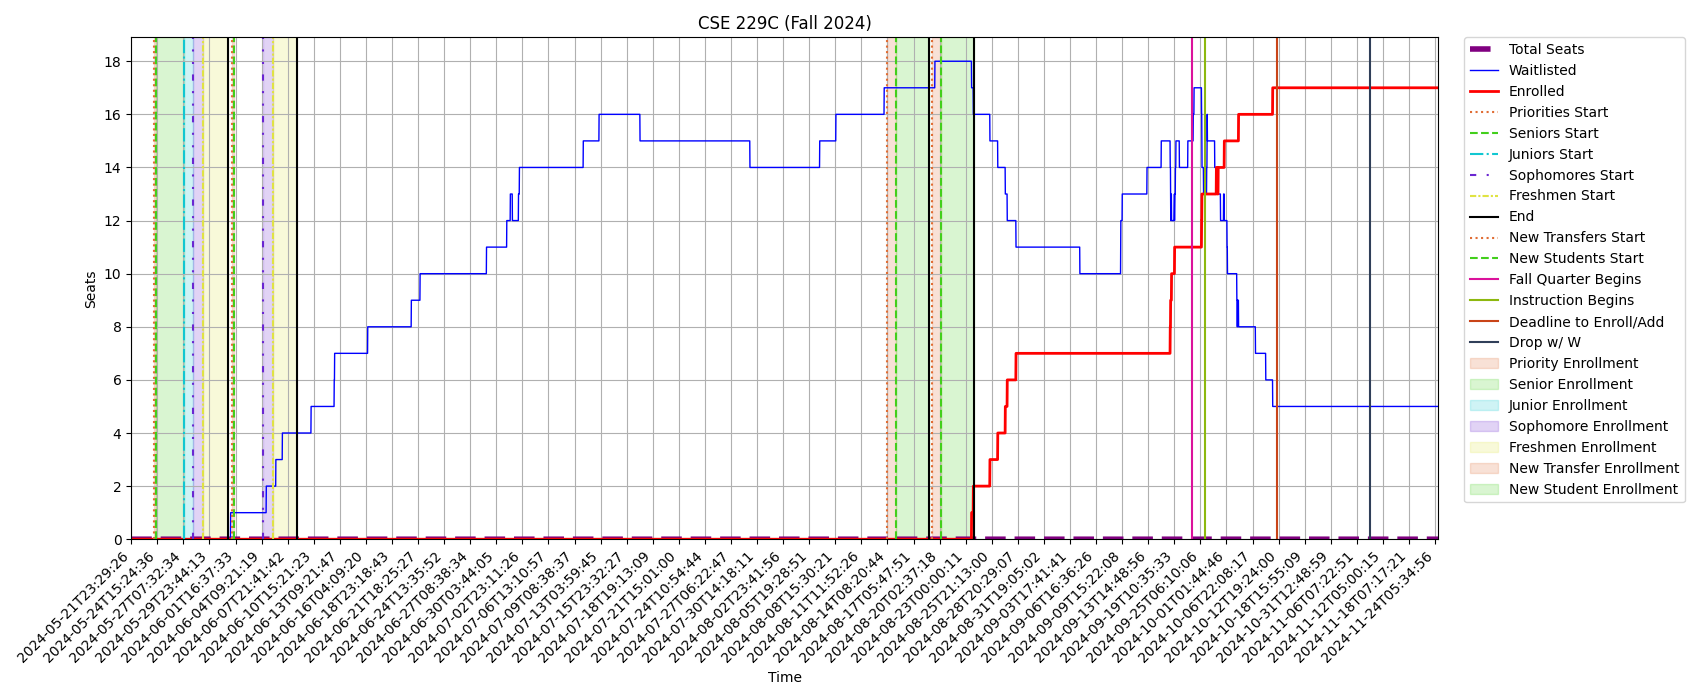 CSE 229C (Fall 2024)
Seats
18
16
14
12
10
8
6
4
2
0
2024-05-21T23:29:26
2024-05-24T15:24:36
2024-05-27T07:32:34
2024-05-29T23:44:13
2024-06-01T16:37:33
2024-06-04T09:21:19
2024-06-07T21:41:42
2024-06-10T15:21:23
2024-06-13T09:21:47
2024-06-16T04:09:20
2024-06-18T23:18:43
2024-06-21T18:25:27
2024-06-24T13:35:52
2024-06-27T08:38:34
2024-06-30T03:44:05
2024-07-02T23:11:26
2024-07-06T13:10:57
2024-07-09T08:38:37
2024-07-13T03:59:45
2024-07-15T23:32:27
2024-07-18T19:13:09
2024-07-21T15:01:00
2024-07-24T10:54:44
2024-07-27T06:22:47
2024-07-30T14:18:11
2024-08-02T23:41:56
2024-08-05T19:28:51
2024-08-08T15:30:21
2024-08-11T11:52:26
2024-08-14T08:20:44
2024-08-17T05:47:51
2024-08-20T02:37:18
2024-08-23T00:00:11
2024-08-25T21:13:00
2024-08-28T20:29:07
2024-08-31T19:05:02
2024-09-03T17:41:41
2024-09-06T16:36:26
2024-09-09T15:22:08
2024-09-13T14:48:56
2024-09-19T10:35:33
2024-09-25T06:10:06
2024-10-01T01:44:46
2024-10-06T22:08:17
2024-10-12T19:24:00
2024-10-18T15:55:09
2024-10-31T12:48:59
2024-11-06T07:22:51
2024-11-12T05:00:15
2024-11-18T07:17:21
2024-11-24T05:34:56
Time
Total Seats
Waitlisted
Enrolled
Priorities Start
Seniors Start
Juniors Start
Sophomores Start
Freshmen Start
End
New Transfers Start
New Students Start
Fall Quarter Begins
Instruction Begins
Deadline to Enroll/Add
Drop w/ W
Priority Enrollment
Senior Enrollment
Junior Enrollment
Sophomore Enrollment
Freshmen Enrollment
New Transfer Enrollment
New Student Enrollment